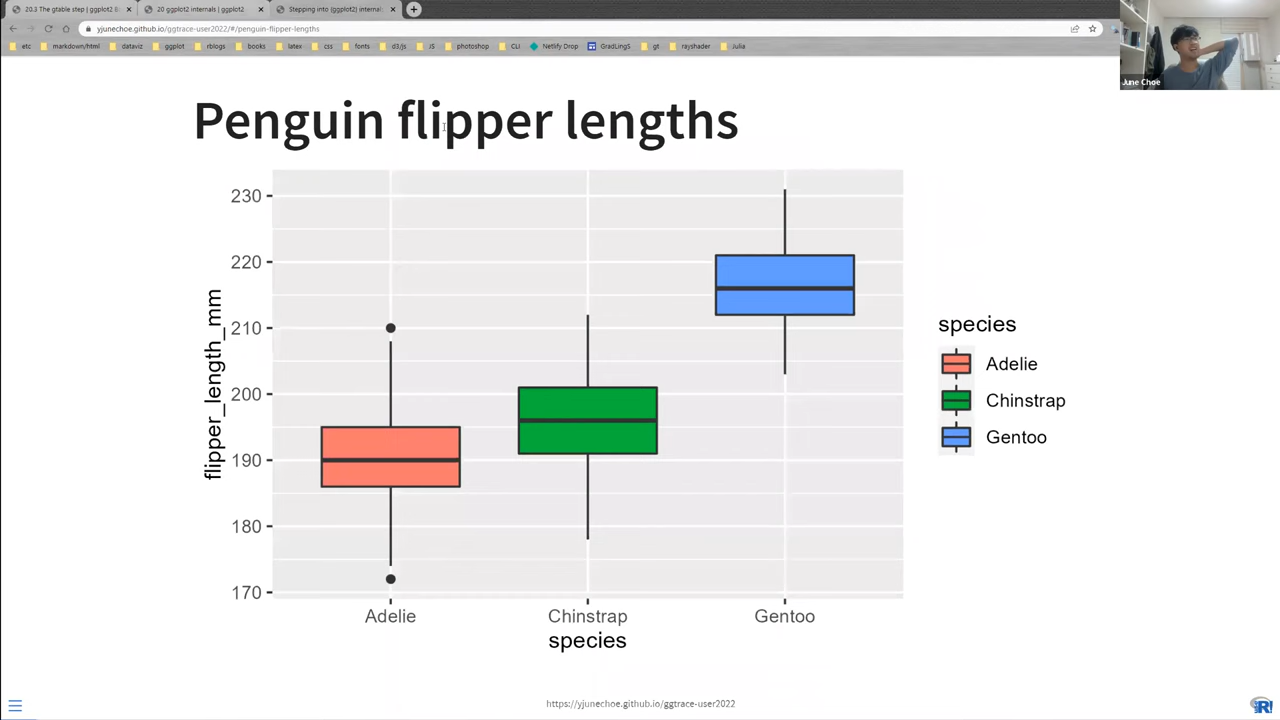 20.3 The gtable step | ggplot2 (
20 ggplot2 internals | ggplot2
Stepping into {ggplot2} internal
yjunechoe.github.io/ggtrace-user2022/#/penguin-flipper-lengths
etc markdown/html dataviz ggplot rblogs books latex css fonts d3/js JS photoshop CLI Netlify Drop GradLingS gt rayshader Julia
June Choe
Penguin flipper lengths
230
220
210
200
190
180
170
flipper_length_mm
Adelie Chinstrap Gentoo
species
species
Adelie
Chinstrap
Gentoo
https://yjunechoe.github.io/ggtrace-user2022
R!